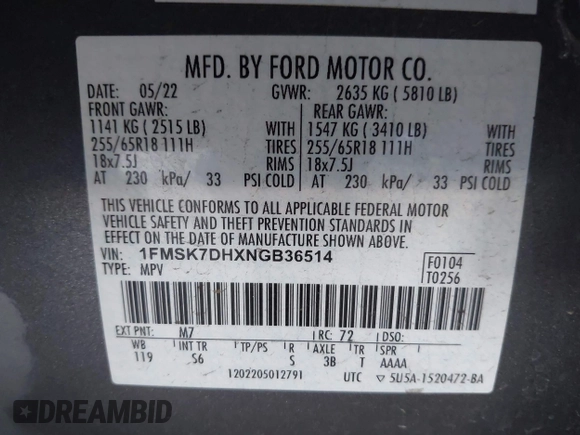 MFD. BY FORD MOTOR CO.
DATE: 05/22 GVWR: 2635 KG ( 5810 LB)
FRONT GAWR: REAR GAWR:
1141 KG ( 2515 LB) WITH 1547 KG ( 3410 LB) WITH
255/65R18 111H TIRES 255/65R18 111H TIRES
18x7.5J RIMS 18x7.5J RIMS
AT 230 kPa/ 33 PSI COLD AT 230 kPa/ 33 PSI COLD
THIS VEHICLE CONFORMS TO ALL APPLICABLE FEDERAL MOTOR
VEHICLE SAFETY AND THEFT PREVENTION STANDARDS IN
EFFECT ON THE DATE OF MANUFACTURE SHOWN ABOVE.
VIN: 1FMSK7DHXNGB36514 F0104
TYPE: MPV T0256
EXT PNT: M7 RC: 72 DSO:
WB INT TR TP/PS R AXLE TR SPR
119 S6 S 3B T AAAA
1202205012791 UTC 5U5A-1520472-BA
DREAMBID